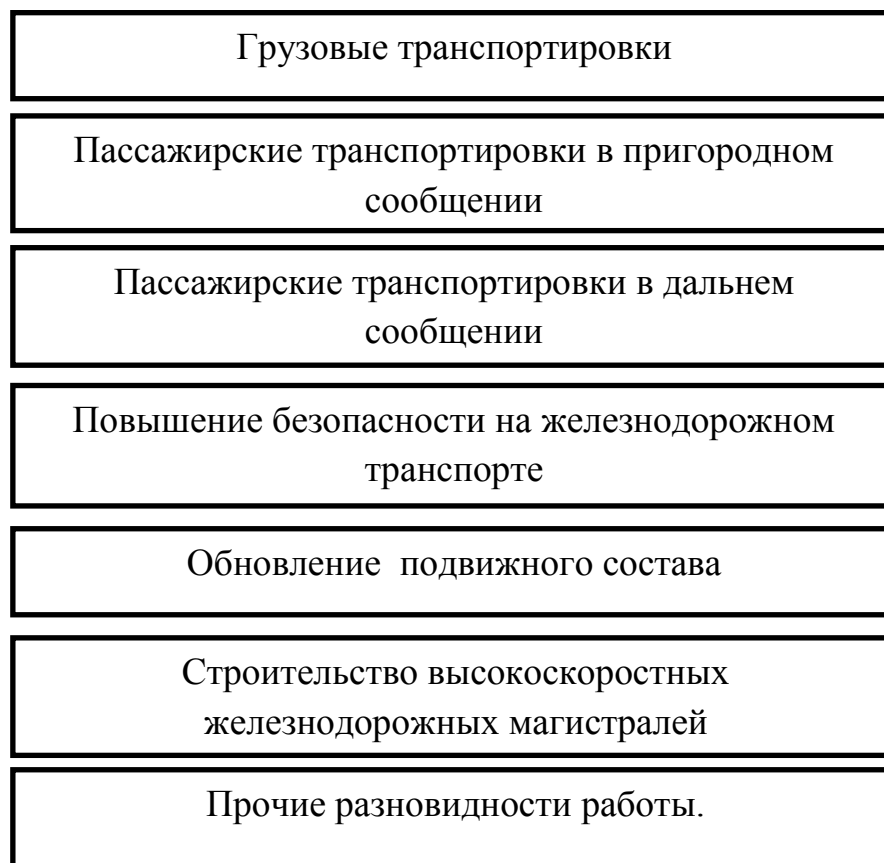 Грузовые транспортировки
Пассажирские транспортировки в пригородном
сообщении
Пассажирские транспортировки в дальнем
сообщении
Повышение безопасности на железнодорожном
транспорте
Обновление  подвижного состава
Строительство высокоскоростных
железнодорожных магистралей
Прочие разновидности работы.